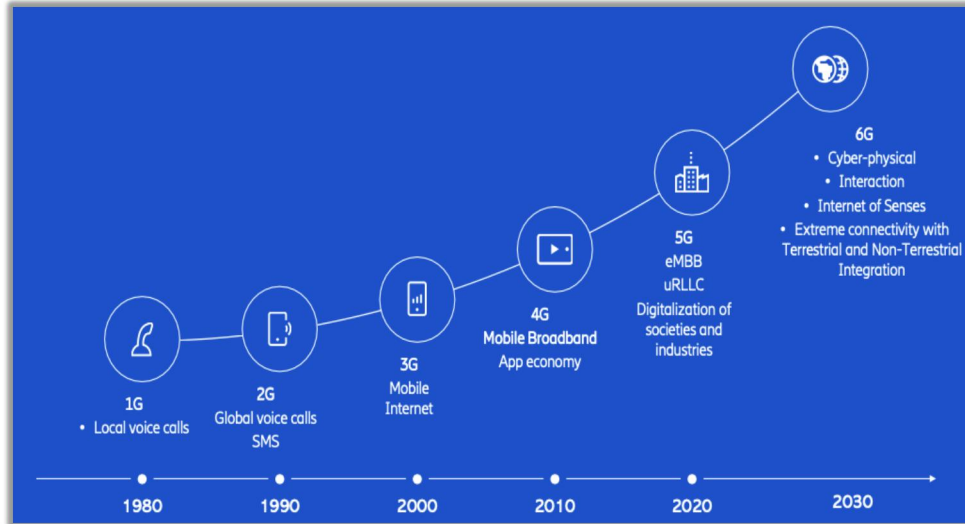 1G
• Local voice calls
2G
Global voice calls
SMS
3G
Mobile
Internet
4G
Mobile Broadband
App economy
5G
eMBB
uRLLC
Digitalization of
societies and
industries
6G
• Cyber-physical
• Interaction
• Internet of Senses
• Extreme connectivity with
Terrestrial and Non-Terrestrial
Integration
1980
1990
2000
2010
2020
2030